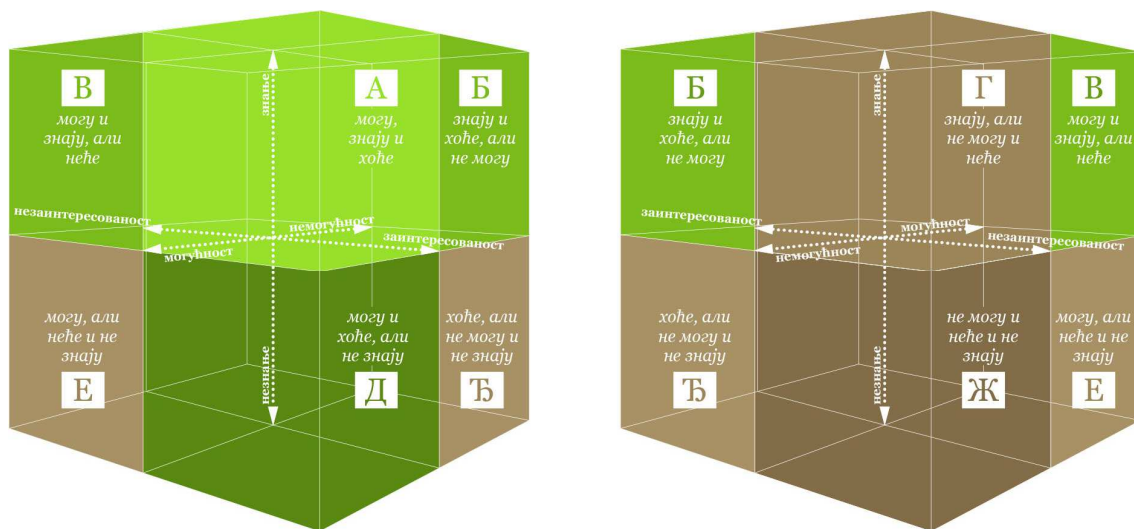 В
могу и
знају, али
неће
А
могу,
знају и
хоће
Б
знају и
хоће, али
не могу
знање
незаинтересованост
немогућност
могућност
заинтересованост
незнање
могу, али
неће и не
знају
Е
могу и
хоће, али
не знају
Д
хоће, али
не могу и
не знају
Ђ
Б
знају и
хоће, али
не могу
Г
знају, али
не могу и
неће
В
могу и
знају, али
неће
знање
заинтересованост
могућност
немогућност
незаинтересованост
незнање
хоће, али
не могу и
не знају
Ђ
не могу и
неће и не
знају
Ж
могу, али
неће и не
знају
Е